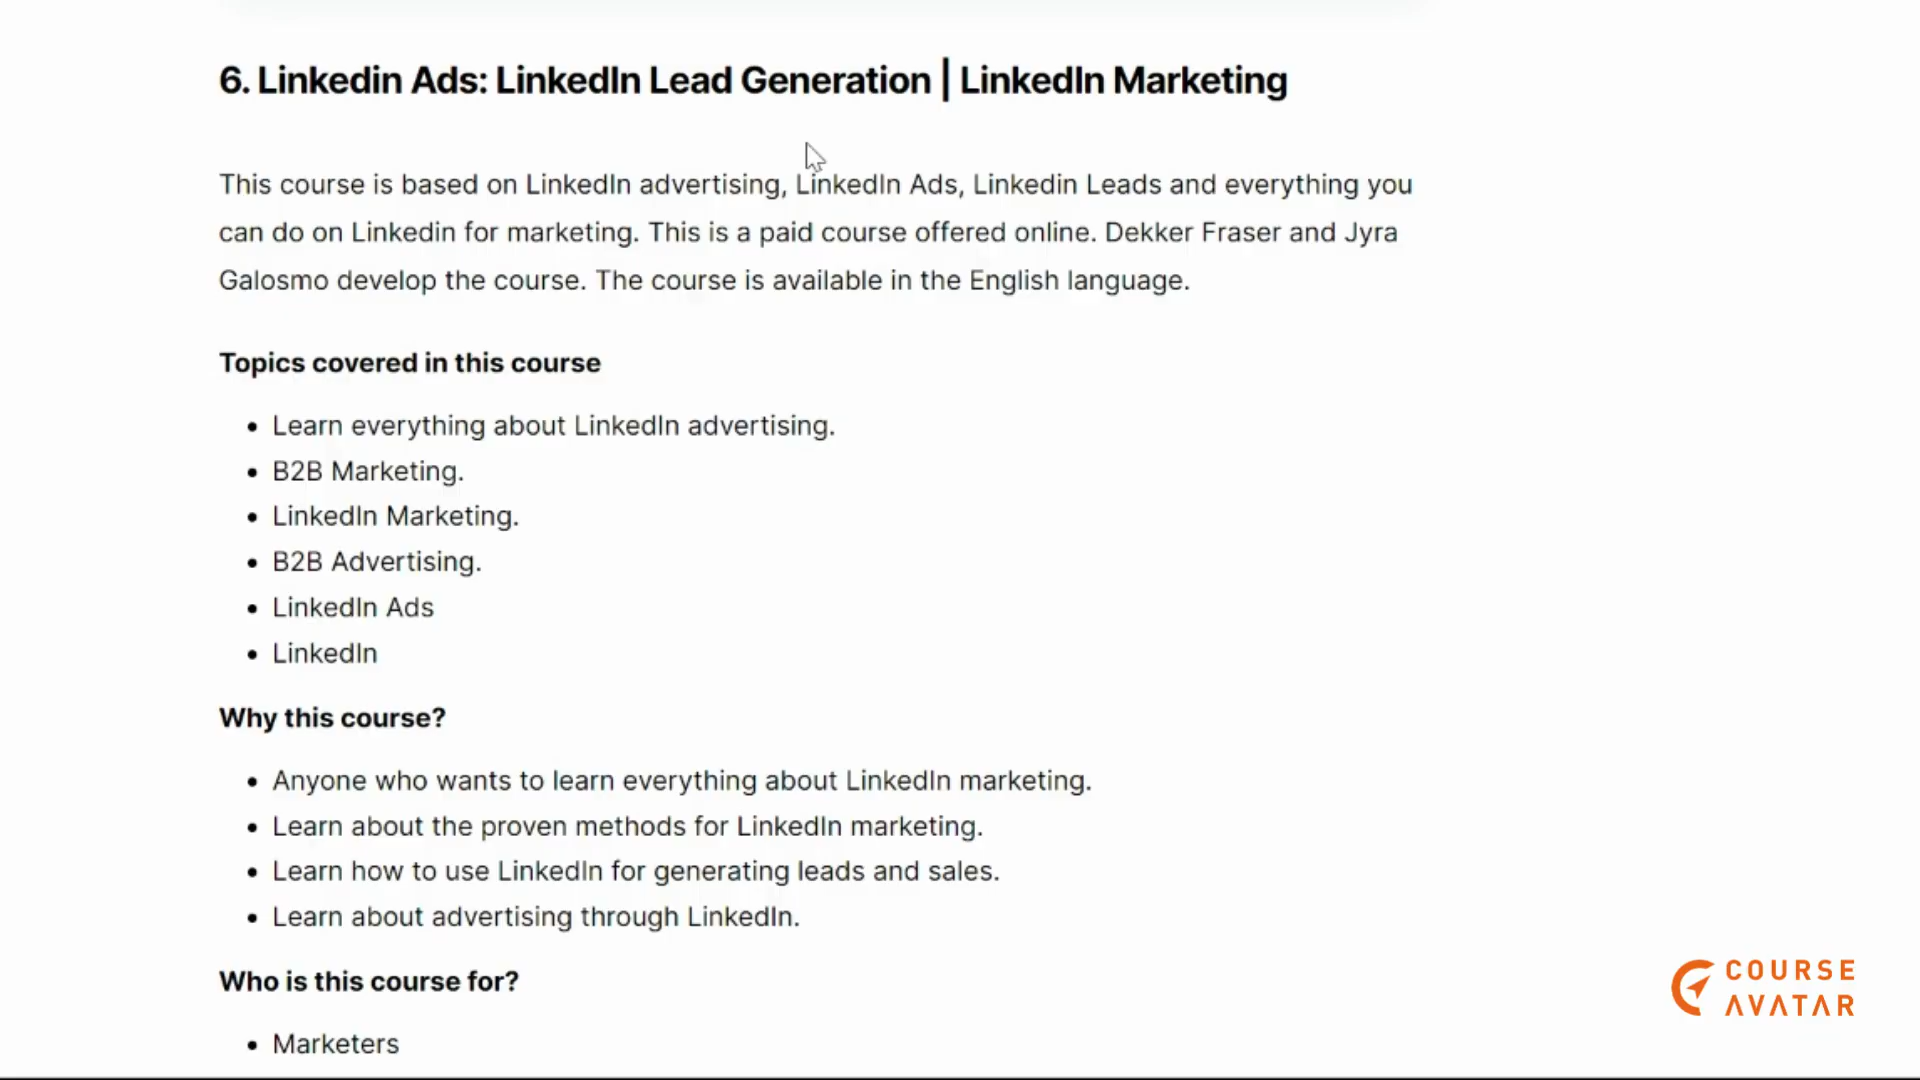 6. Linkedin Ads: LinkedIn Lead Generation | LinkedIn Marketing
This course is based on LinkedIn advertising, LinkedIn Ads, Linkedin Leads and everything you
can do on Linkedin for marketing. This is a paid course offered online. Dekker Fraser and Jyra
Galosmo develop the course. The course is available in the English language.
Topics covered in this course
• Learn everything about LinkedIn advertising.
• B2B Marketing.
• LinkedIn Marketing.
• B2B Advertising.
• LinkedIn Ads
• LinkedIn
Why this course?
• Anyone who wants to learn everything about LinkedIn marketing.
• Learn about the proven methods for LinkedIn marketing.
• Learn how to use LinkedIn for generating leads and sales.
• Learn about advertising through LinkedIn.
Who is this course for?
• Marketers
COURSE
AVATAR